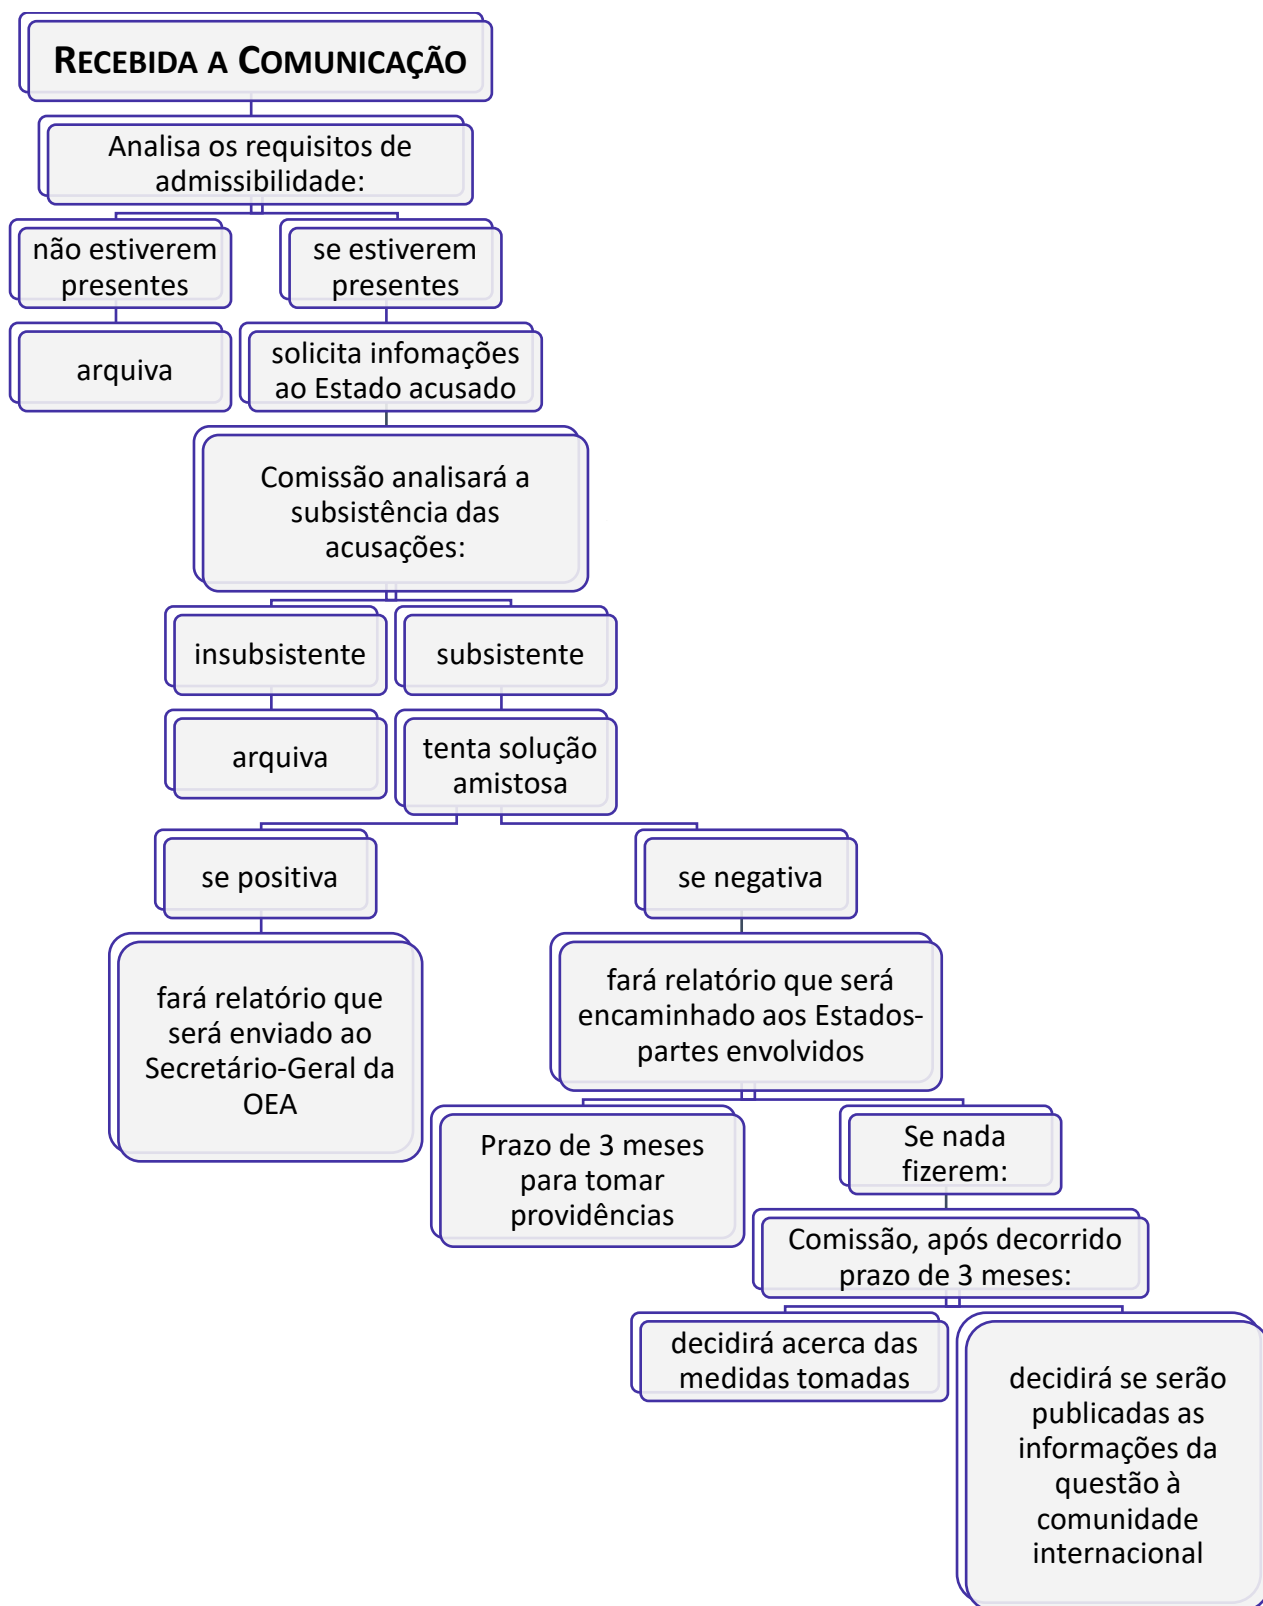 RECEBIDA A COMUNICAÇÃO
Analisa os requisitos de
admissibilidade:
não estiverem
presentes
se estiverem
presentes
arquiva
solicita infomações
ao Estado acusado
Comissão analisará a
subsistência das
acusações:
insubsistente
subsistente
arquiva
tenta solução
amistosa
se positiva
se negativa
fará relatório que
será enviado ao
Secretário-Geral da
OEA
fará relatório que será
encaminhado aos Estados-
partes envolvidos
Prazo de 3 meses
para tomar
providências
Se nada
fizerem:
Comissão, após decorrido
prazo de 3 meses:
decidirá acerca das
medidas tomadas
decidirá se serão
publicadas as
informações da
questão à
comunidade
internacional